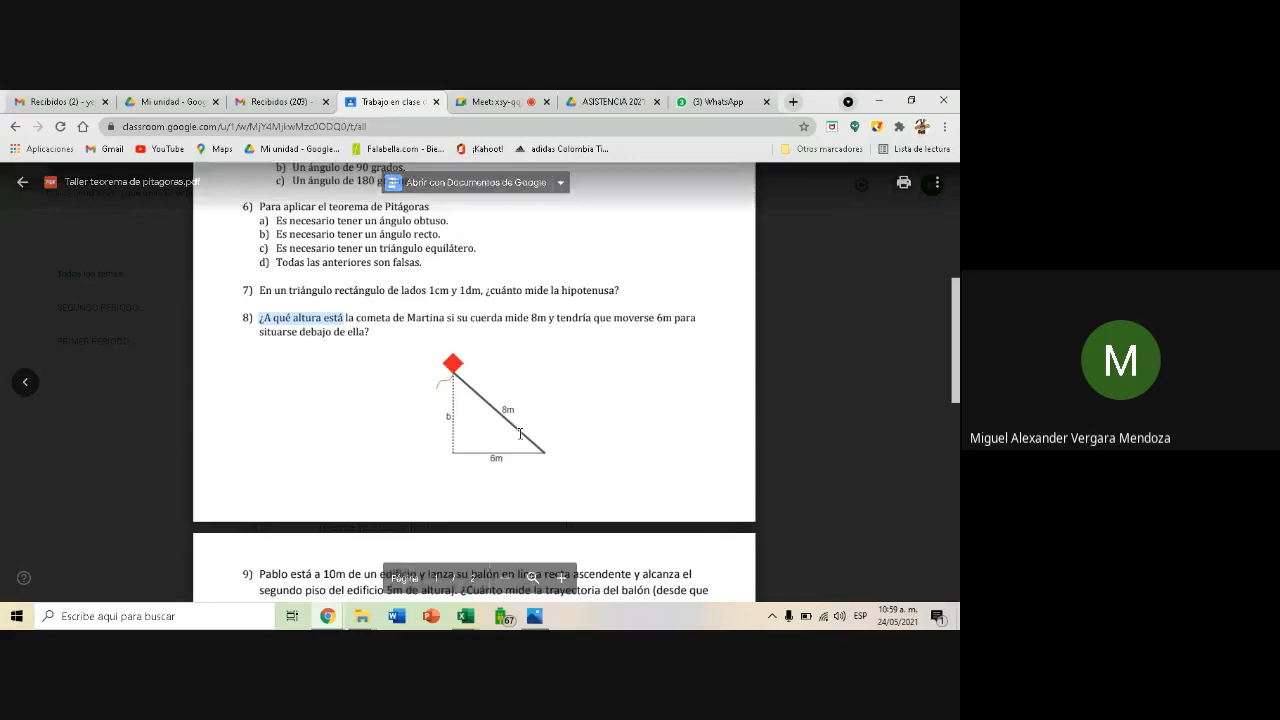 Recibidos (2) - ye
Mi unidad - Goog
Recibidos (203) -
Trabajo en clase d
Meet: xsy-gq
ASISTENCIA 2021
(3) WhatsApp
classroom.google.com/u/1/w/MjY4MjkwMzc0ODQ0/t/all
Aplicaciones
Gmail
YouTube
Maps
Mi unidad - Google...
Falabella.com - Bie...
¡Kahoot!
adidas Colombia Ti...
Otros marcadores
Lista de lectura
Taller teorema de pitagoras.pdf
Abrir con Documentos de Google
b) Un ángulo de 90 grados.
c) Un ángulo de 180
6) Para aplicar el teorema de Pitágoras
a) Es necesario tener un ángulo obtuso.
b) Es necesario tener un ángulo recto.
c) Es necesario tener un triángulo equilátero.
d) Todas las anteriores son falsas.
7) En un triángulo rectángulo de lados 1cm y 1dm, ¿cuánto mide la hipotenusa?
8) ¿A qué altura está la cometa de Martina si su cuerda mide 8m y tendría que moverse 6m para
situarse debajo de ella?
8m
b
6m
9) Pablo está a 10m de un edificio y lanza su balón en línea recta ascendente y alcanza el
segundo piso del edificio 5m de altura). ¿Cuánto mide la trayectoria del balón (desde que
Página
Todos los temas
SEGUNDO PERIODO...
PRIMER PERIODO...
M
Miguel Alexander Vergara Mendoza
Escribe aquí para buscar
67
ESP
10:59 a. m.
24/05/2021
1